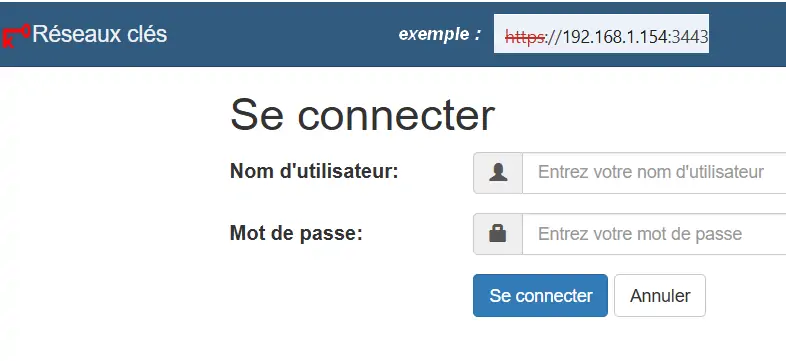 Réseaux clés
exemple : https://192.168.1.154:3443
Se connecter
Nom d'utilisateur: Entrez votre nom d'utilisateur
Mot de passe: Entrez votre mot de passe
Se connecter Annuler